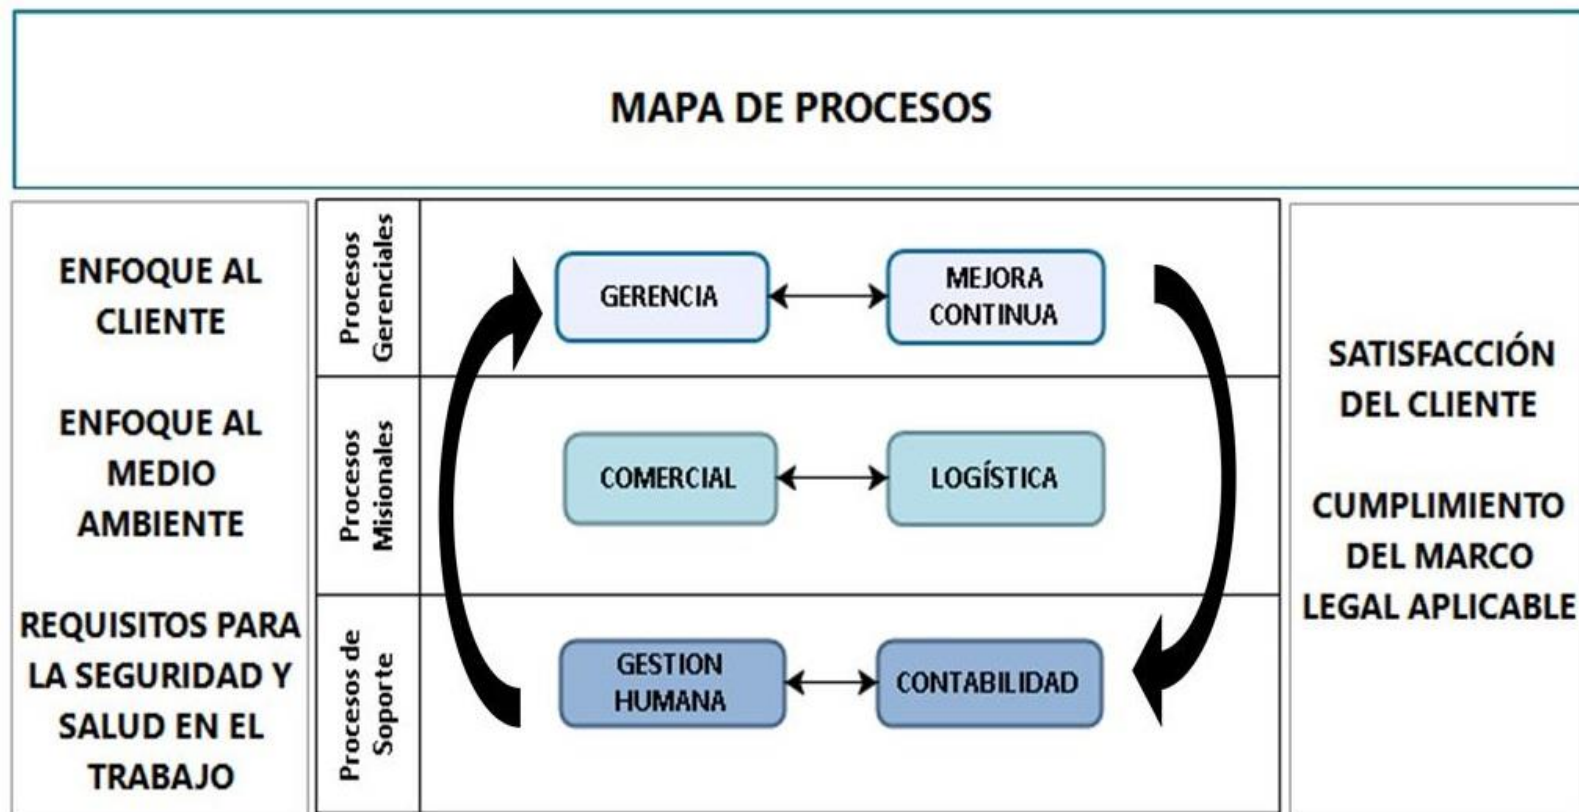 MAPA DE PROCESOS
ENFOQUE AL
CLIENTE
ENFOQUE AL
MEDIO
AMBIENTE
REQUISITOS PARA
LA SEGURIDAD Y
SALUD EN EL
TRABAJO
Procesos
Gerenciales
GERENCIA
MEJORA
CONTINUA
Procesos
Misionales
COMERCIAL
LOGÍSTICA
Procesos de
Soporte
GESTION
HUMANA
CONTABILIDAD
SATISFACCIÓN
DEL CLIENTE
CUMPLIMIENTO
DEL MARCO
LEGAL APLICABLE